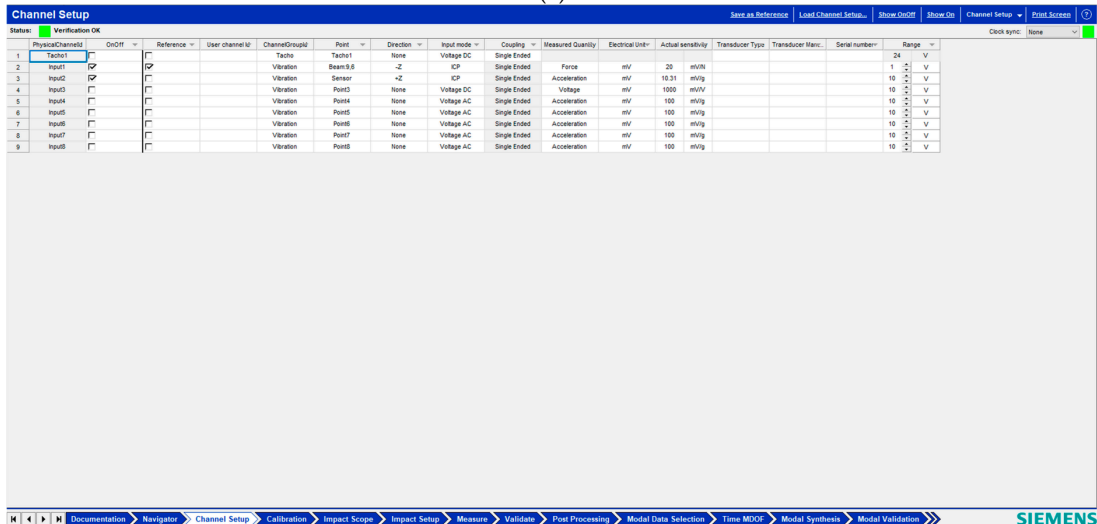 Channel Setup Save as Reference Load Channel Setup... Show OnOff Show On Channel Setup Print Screen ?
Status: Verification OK Clock sync: None
PhysicalChannelId OnOff Reference User channel Id ChannelGroupId Point Direction Input mode Coupling Measured Quantity Electrical Unit Actual sensitivity Transducer Type Transducer Manc.. Serial number Range
1 Tacho1 Tacho Tacho1 None Voltage DC Single Ended 24 V
2 Input1 Vibration Beam:9,6 -Z ICP Single Ended Force mV 20 mV/N 1 V
3 Input2 Vibration Sensor +Z ICP Single Ended Acceleration mV 10.31 mV/g 10 V
4 Input3 Vibration Point3 None Voltage DC Single Ended Voltage mV 1000 mV/V 10 V
5 Input4 Vibration Point4 None Voltage AC Single Ended Acceleration mV 100 mV/g 10 V
6 Input5 Vibration Point5 None Voltage AC Single Ended Acceleration mV 100 mV/g 10 V
7 Input6 Vibration Point6 None Voltage AC Single Ended Acceleration mV 100 mV/g 10 V
8 Input7 Vibration Point7 None Voltage AC Single Ended Acceleration mV 100 mV/g 10 V
9 Input8 Vibration Point8 None Voltage AC Single Ended Acceleration mV 100 mV/g 10 V
Documentation Navigator Channel Setup Calibration Impact Scope Impact Setup Measure Validate Post Processing Modal Data Selection Time MDOF Modal Synthesis Modal Validation SIEMENS